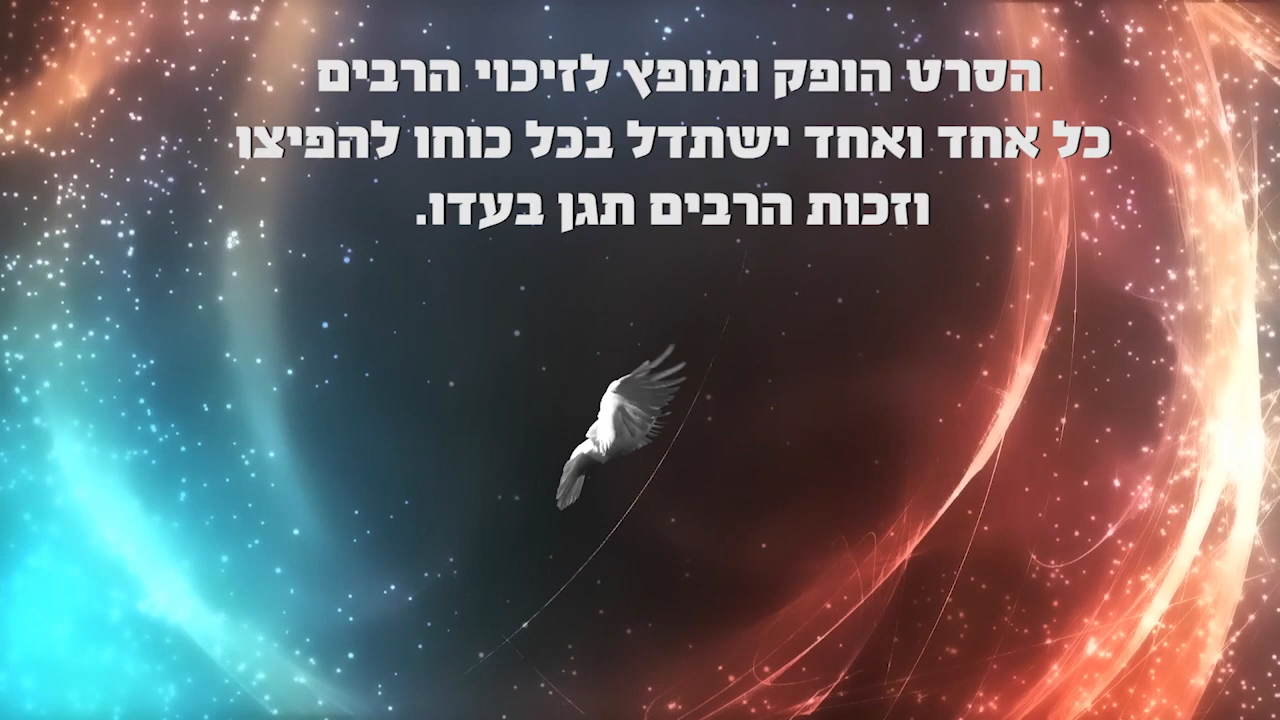 הסרט הופק ומופץ לזיכוי הרבים
כל אחד ואחד ישתדל בכל כוחו להפיצו
וזכות הרבים תגן בעדו.